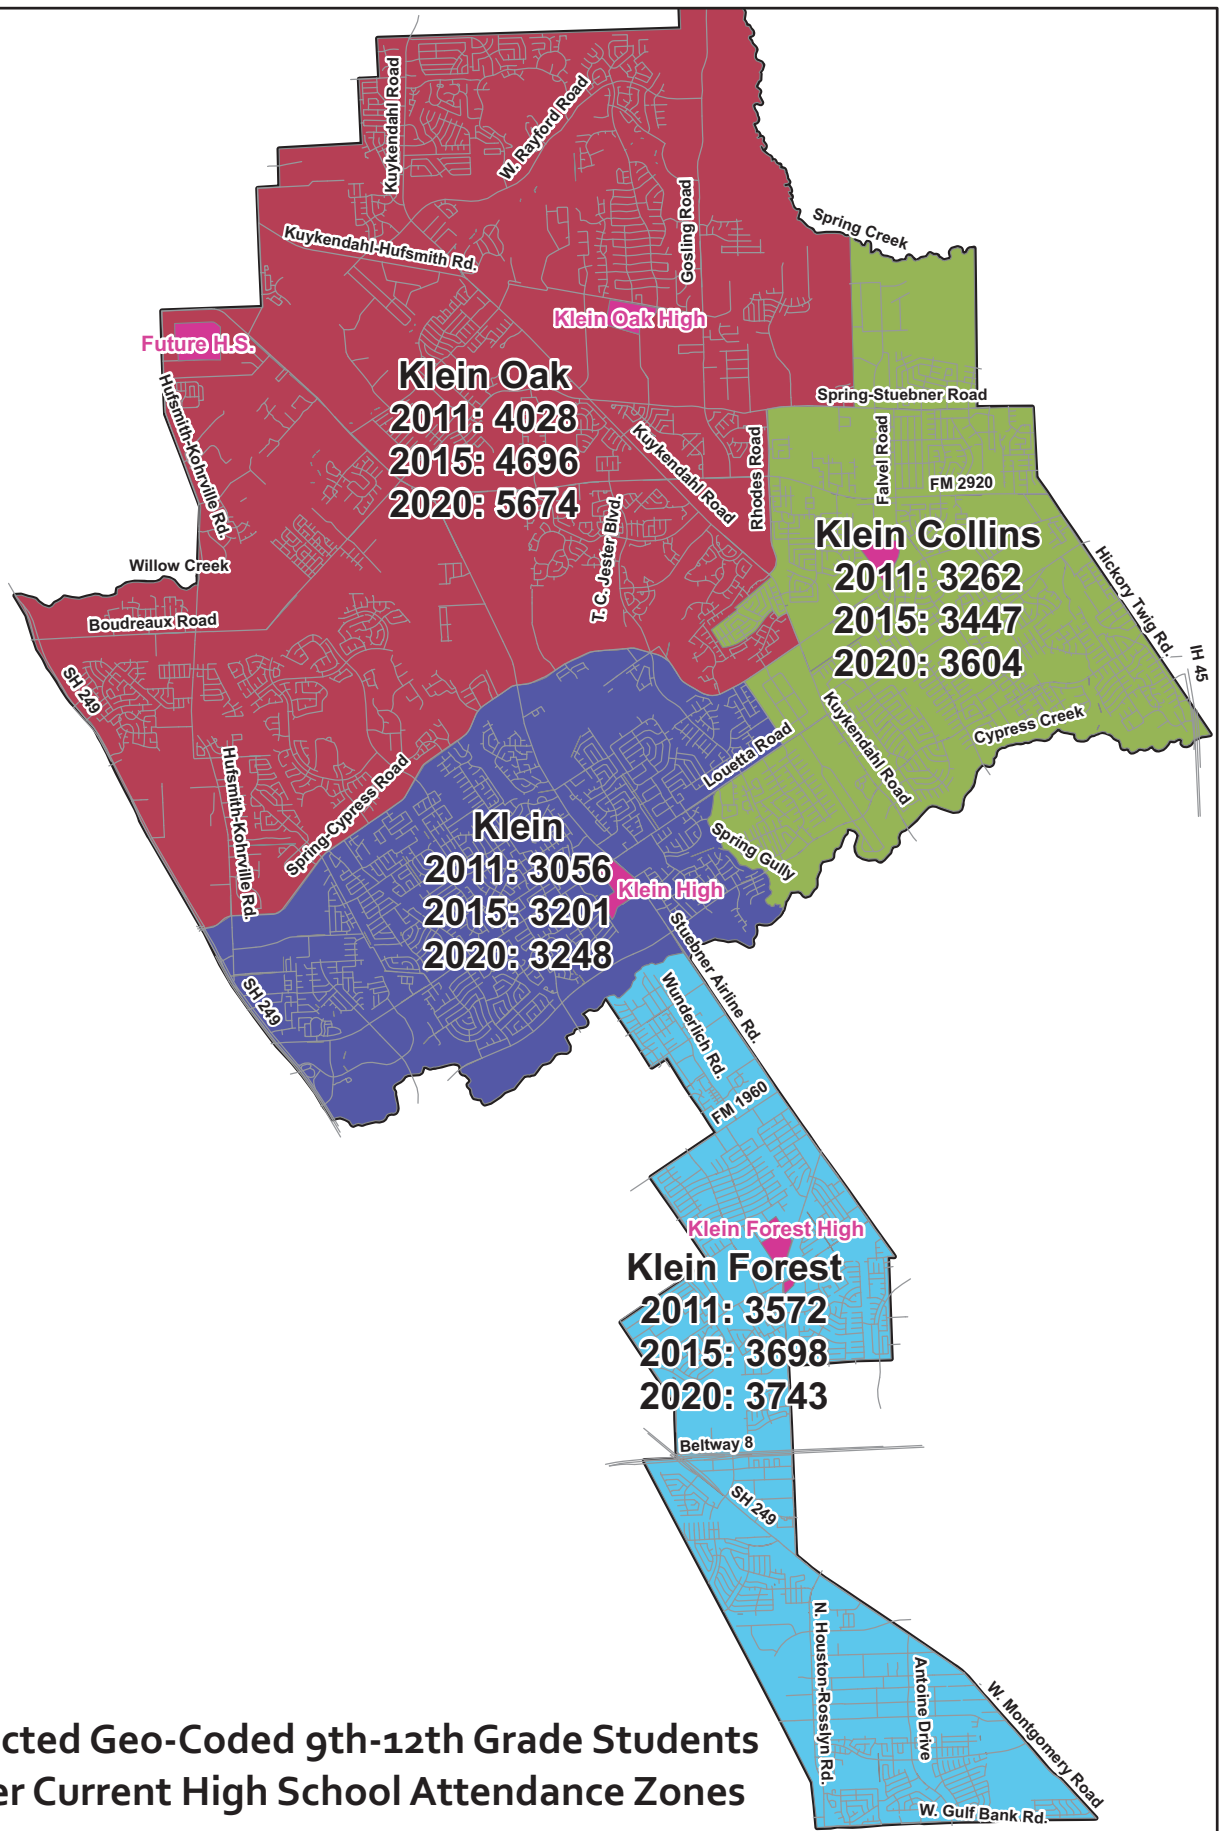 Kuykendahl Road
W. Rayford Road
Gosling Road
Spring Creek
Kuykendahl-Hufsmith Rd.
Klein Oak High
Future H.S.
Klein Oak
2011: 4028
2015: 4696
2020: 5674
Hufsmith-Kohrville Rd.
Spring-Stuebner Road
Kuykendahl Road
Rhodes Road
Falvel Road
FM 2920
T. C. Jester Blvd.
Klein Collins
2011: 3262
2015: 3447
2020: 3604
Hickory Twig Rd.
IH 45
Willow Creek
Boudreaux Road
SH 249
Hufsmith-Kohrville Rd.
Spring-Cypress Road
Louetta Road
Kuykendahl Road
Cypress Creek
Spring Gully
Klein
2011: 3056
2015: 3201
2020: 3248
Klein High
SH 249
Stuebner Airline Rd.
Wunderlich Rd.
FM 1960
Klein Forest High
Klein Forest
2011: 3572
2015: 3698
2020: 3743
Beltway 8
SH 249
N. Houston-Rosslyn Rd.
Antoine Drive
W. Montgomery Road
W. Gulf Bank Rd.
cted Geo-Coded 9th-12th Grade Students
er Current High School Attendance Zones